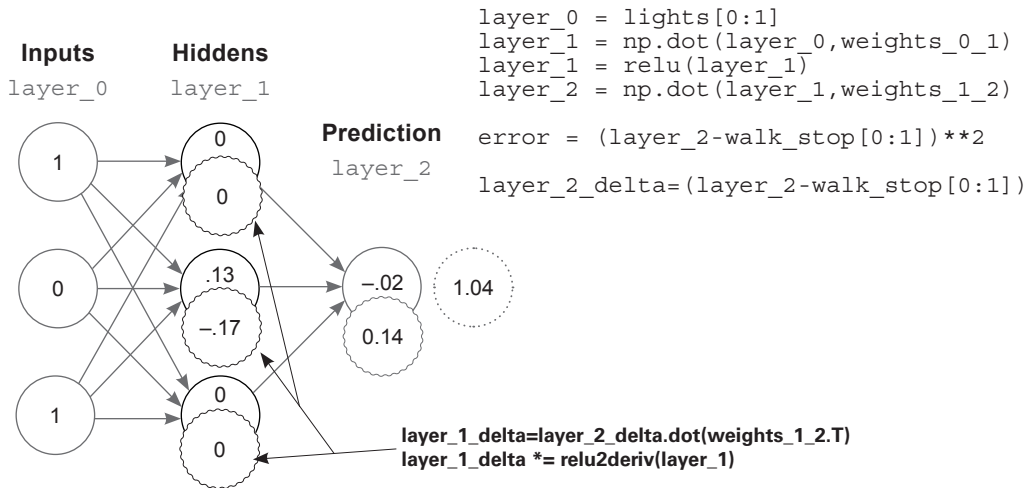 layer_0 = lights[0:1]
layer_1 = np.dot(layer_0,weights_0_1)
layer_1 = relu(layer_1)
layer_2 = np.dot(layer_1,weights_1_2)
error = (layer_2-walk_stop[0:1])**2
layer_2_delta=(layer_2-walk_stop[0:1])
Inputs
layer_0
Hiddens
layer_1
Prediction
layer_2
1
0
1
0
0
.13
–.17
0
0
–.02
0.14
1.04
layer_1_delta=layer_2_delta.dot(weights_1_2.T)
layer_1_delta *= relu2deriv(layer_1)